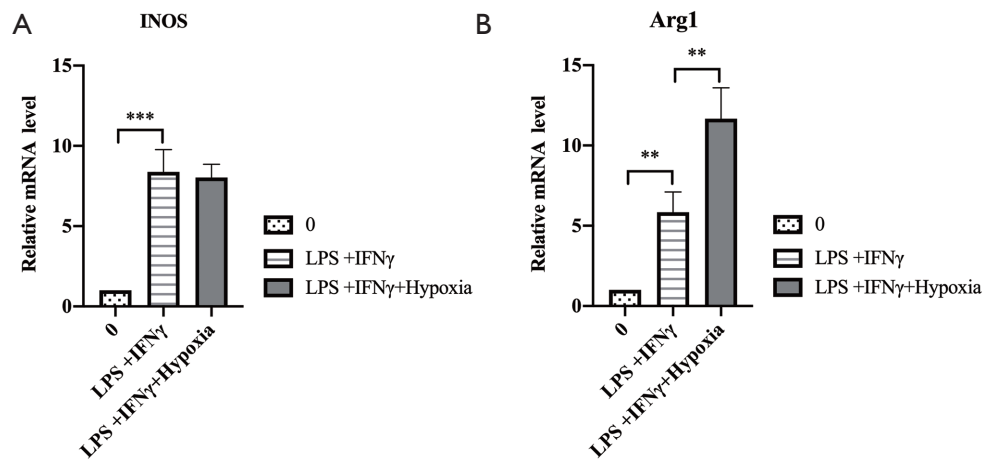 A
INOS
Relative mRNA level
15
10
5
0
***
0
LPS +IFNγ
LPS +IFNγ+Hypoxia
0
LPS +IFNγ
LPS +IFNγ+Hypoxia
B
Arg1
Relative mRNA level
15
10
5
0
**
**
0
LPS +IFNγ
LPS +IFNγ+Hypoxia
0
LPS +IFNγ
LPS +IFNγ+Hypoxia